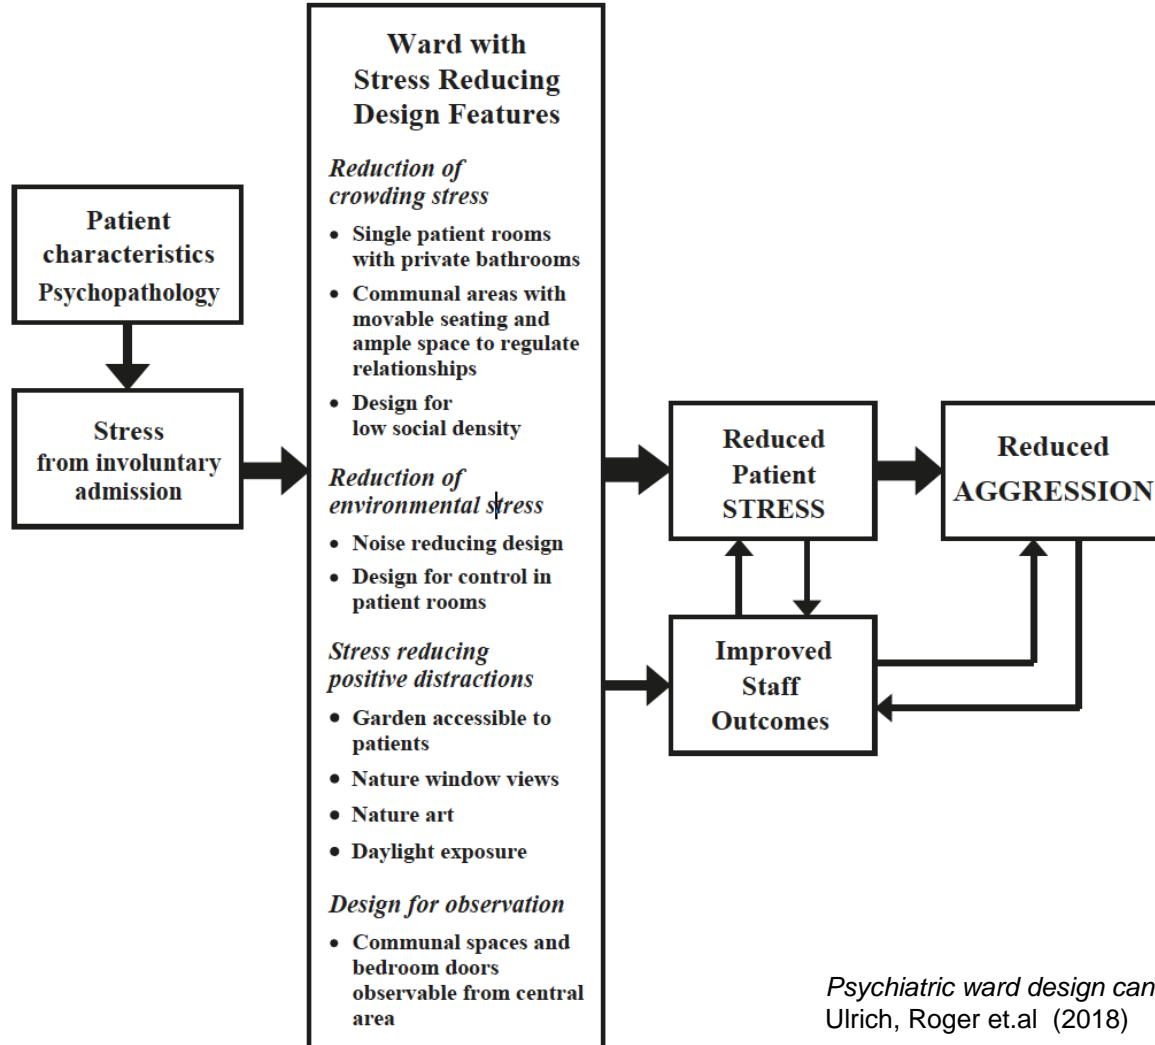 Patient
characteristics
Psychopathology
Stress
from involuntary
admission
Ward with
Stress Reducing
Design Features
Reduction of
crowding stress
• Single patient rooms
with private bathrooms
• Communal areas with
movable seating and
ample space to regulate
relationships
• Design for
low social density
Reduction of
environmental stress
• Noise reducing design
• Design for control in
patient rooms
Stress reducing
positive distractions
• Garden accessible to
patients
• Nature window views
• Nature art
• Daylight exposure
Design for observation
• Communal spaces and
bedroom doors
observable from central
area
Reduced
Patient
STRESS
Improved
Staff
Outcomes
Reduced
AGGRESSION
Psychiatric ward design can
Ulrich, Roger et.al (2018)